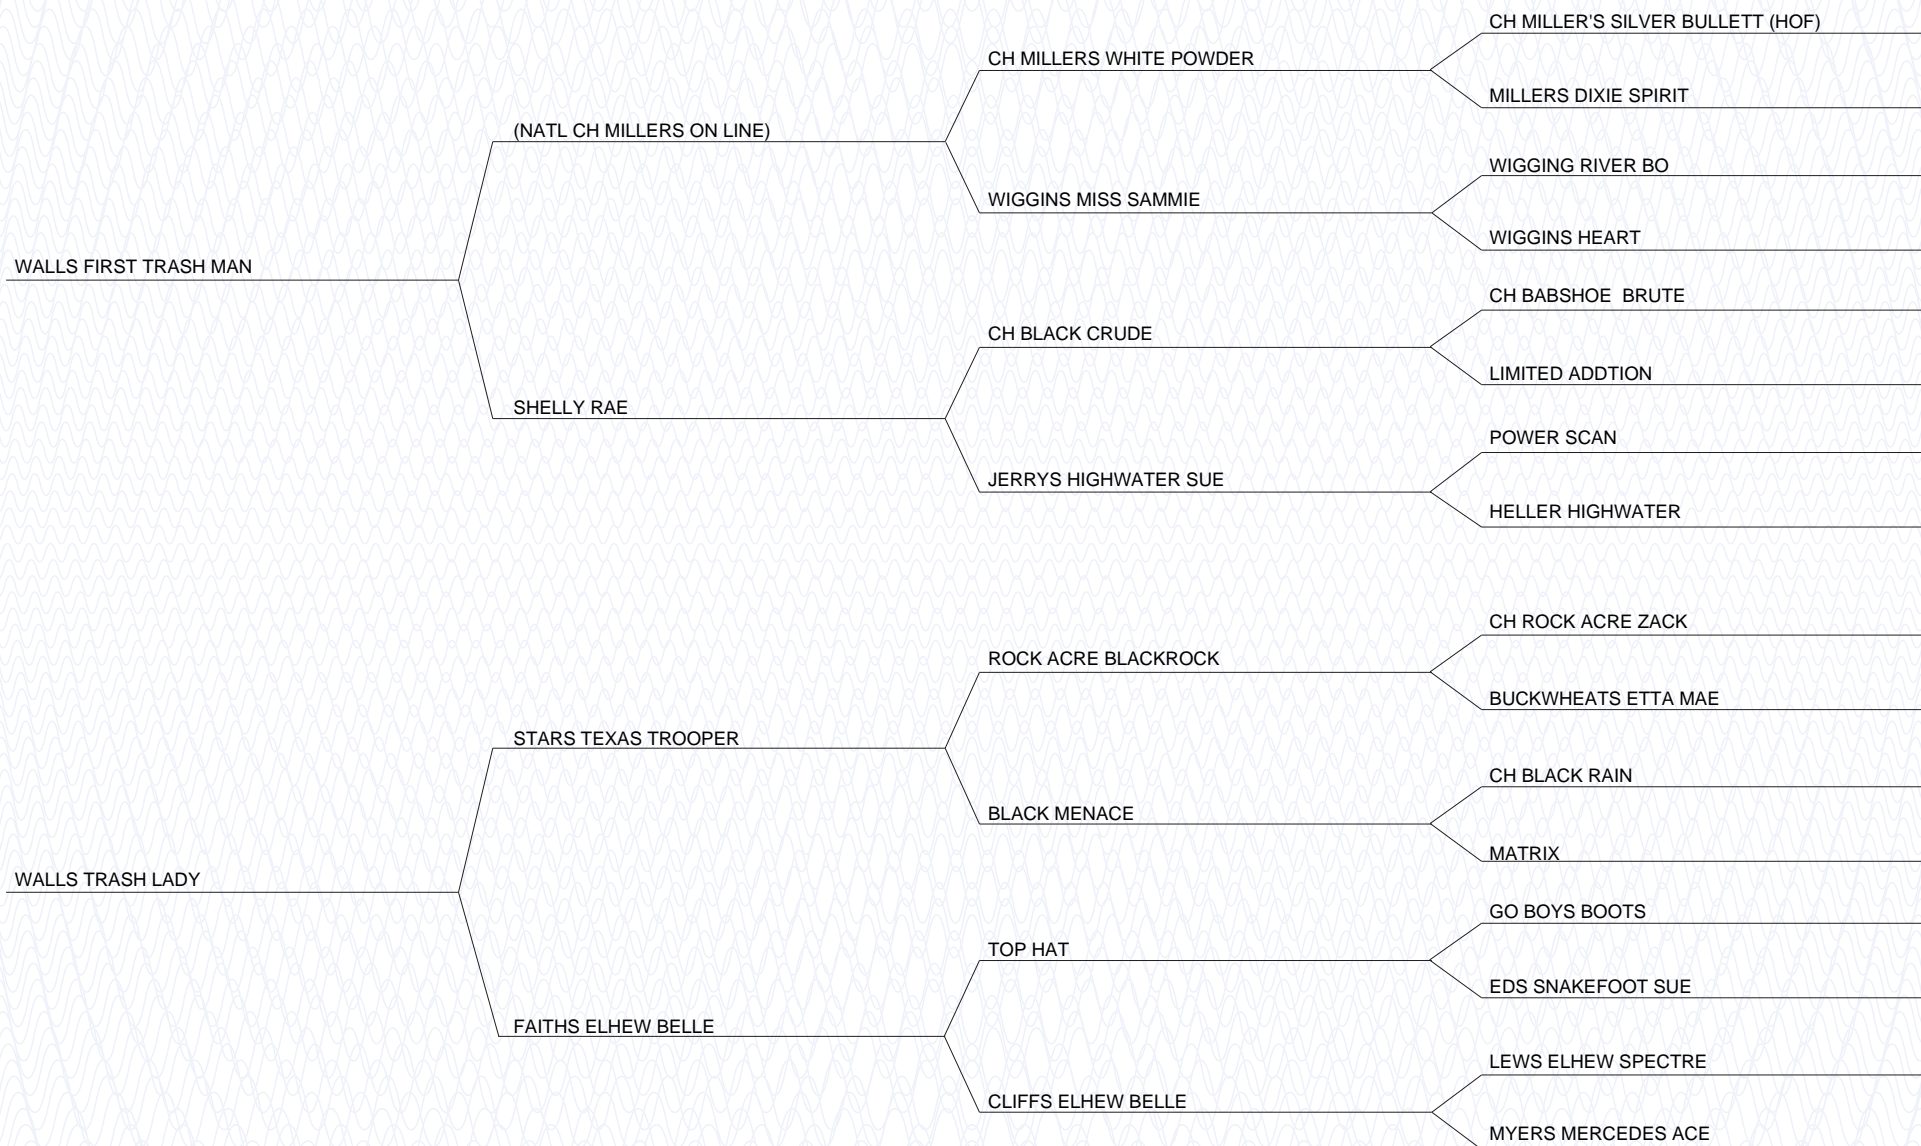 CH MILLER'S SILVER BULLETT (HOF)
CH MILLERS WHITE POWDER
MILLERS DIXIE SPIRIT
(NATL CH MILLERS ON LINE)
WIGGING RIVER BO
WIGGINS MISS SAMMIE
WIGGINS HEART
WALLS FIRST TRASH MAN
CH BABSHOE  BRUTE
CH BLACK CRUDE
LIMITED ADDTION
SHELLY RAE
POWER SCAN
JERRYS HIGHWATER SUE
HELLER HIGHWATER
CH ROCK ACRE ZACK
ROCK ACRE BLACKROCK
BUCKWHEATS ETTA MAE
STARS TEXAS TROOPER
CH BLACK RAIN
BLACK MENACE
MATRIX
WALLS TRASH LADY
GO BOYS BOOTS
TOP HAT
EDS SNAKEFOOT SUE
FAITHS ELHEW BELLE
LEWS ELHEW SPECTRE
CLIFFS ELHEW BELLE
MYERS MERCEDES ACE